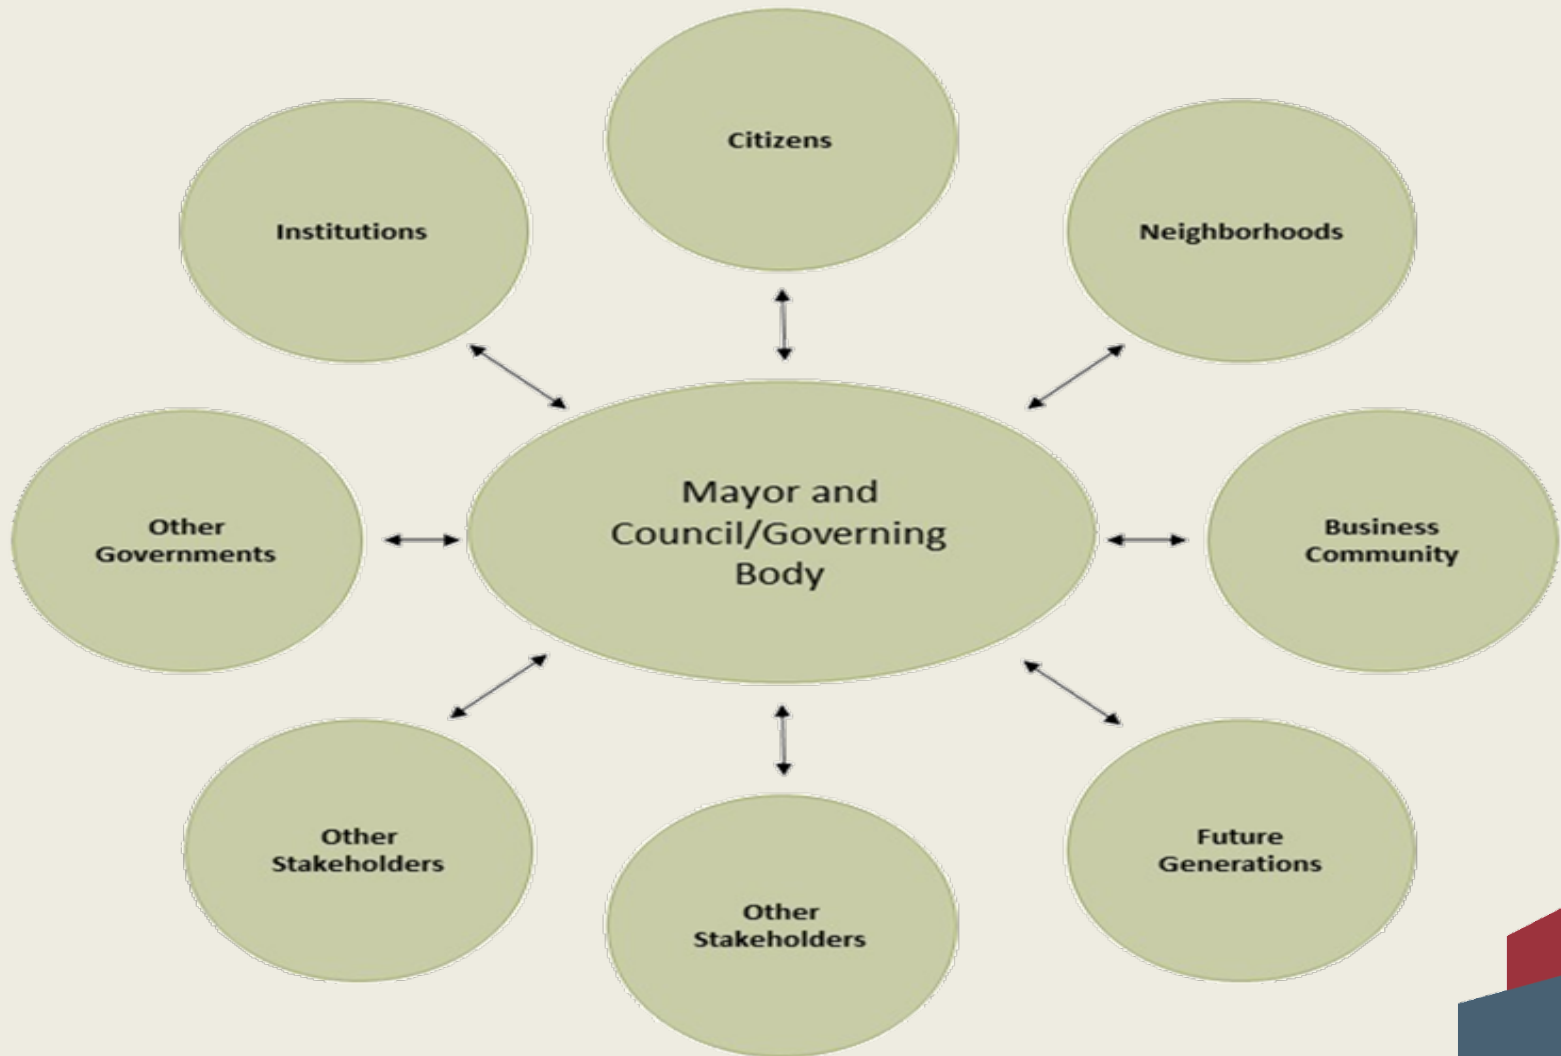 Citizens
Institutions
Neighborhoods
Mayor and
Council/Governing
Body
Other
Governments
Business
Community
Other
Stakeholders
Other
Stakeholders
Future
Generations